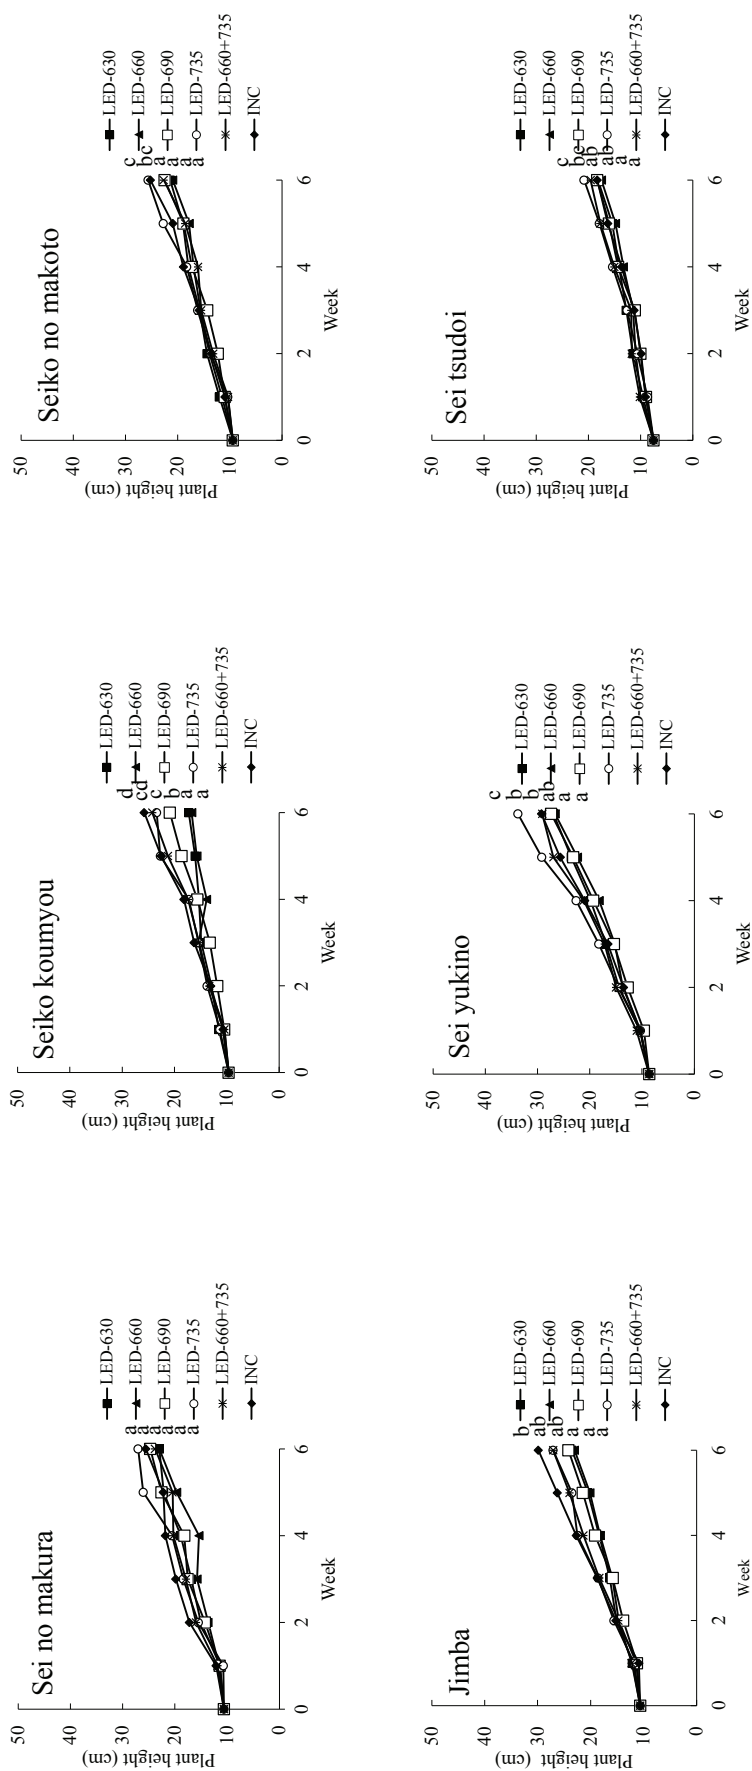 Sei no makura
50
40
30
20
10
0
Plant height (cm)
0
2
4
6
Week
a
a
a
a
a
a
LED-630
LED-660
LED-690
LED-735
LED-660+735
INC
Seiko koumyou
50
40
30
20
10
0
Plant height (cm)
0
2
4
6
Week
d
cd
c
b
a
a
LED-630
LED-660
LED-690
LED-735
LED-660+735
INC
Seiko no makoto
50
40
30
20
10
0
Plant height (cm)
0
2
4
6
Week
c
bc
a
a
a
a
LED-630
LED-660
LED-690
LED-735
LED-660+735
INC
Jimba
50
40
30
20
10
0
Plant height (cm)
0
2
4
6
Week
b
ab
ab
a
a
a
LED-630
LED-660
LED-690
LED-735
LED-660+735
INC
Sei yukino
50
40
30
20
10
0
Plant height (cm)
0
2
4
6
Week
c
b
b
ab
a
a
LED-630
LED-660
LED-690
LED-735
LED-660+735
INC
Sei tsudoi
50
40
30
20
10
0
Plant height (cm)
0
2
4
6
Week
c
bc
ab
ab
a
a
LED-630
LED-660
LED-690
LED-735
LED-660+735
INC